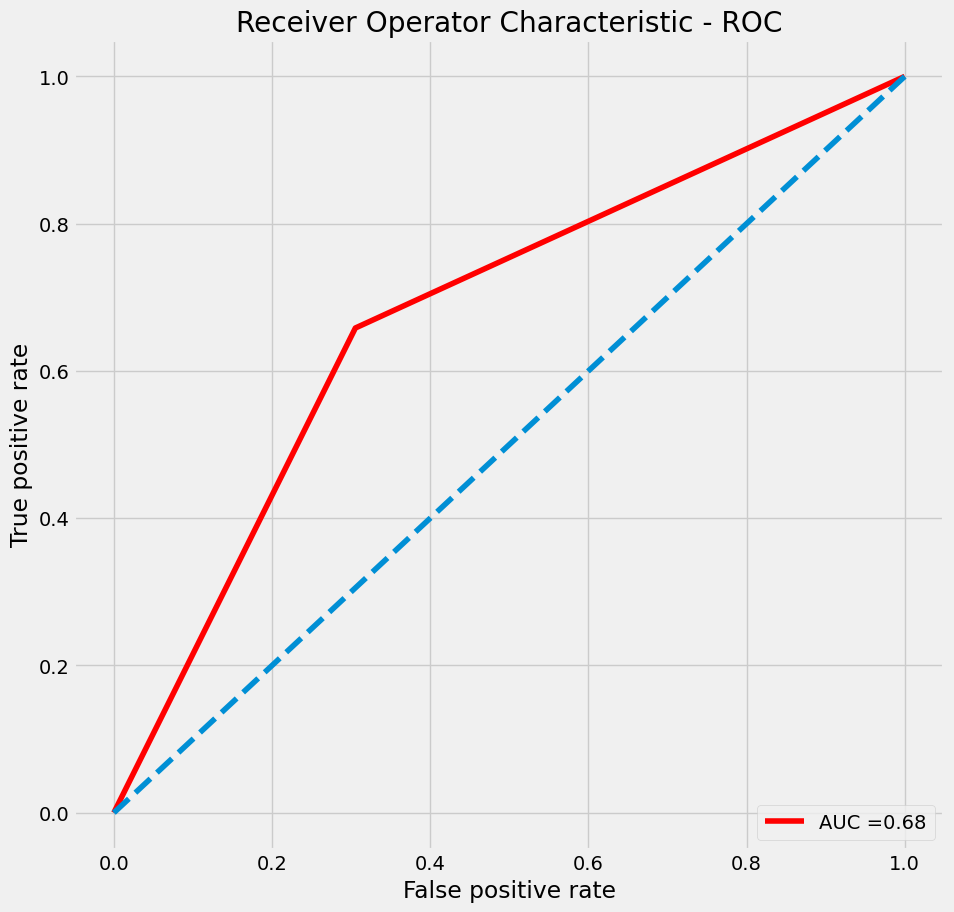 Receiver Operator Characteristic - ROC
True positive rate
1.0
0.8
0.6
0.4
0.2
0.0
AUC =0.68
0.0 0.2 0.4 0.6 0.8 1.0
False positive rate